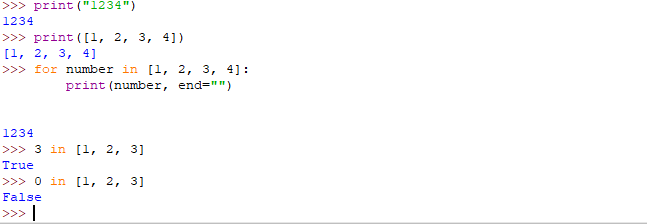 >>> print("1234")
1234
>>> print([1, 2, 3, 4])
[1, 2, 3, 4]
>>> for number in [1, 2, 3, 4]:
        print(number, end="")
1234
>>> 3 in [1, 2, 3]
True
>>> 0 in [1, 2, 3]
False
>>>